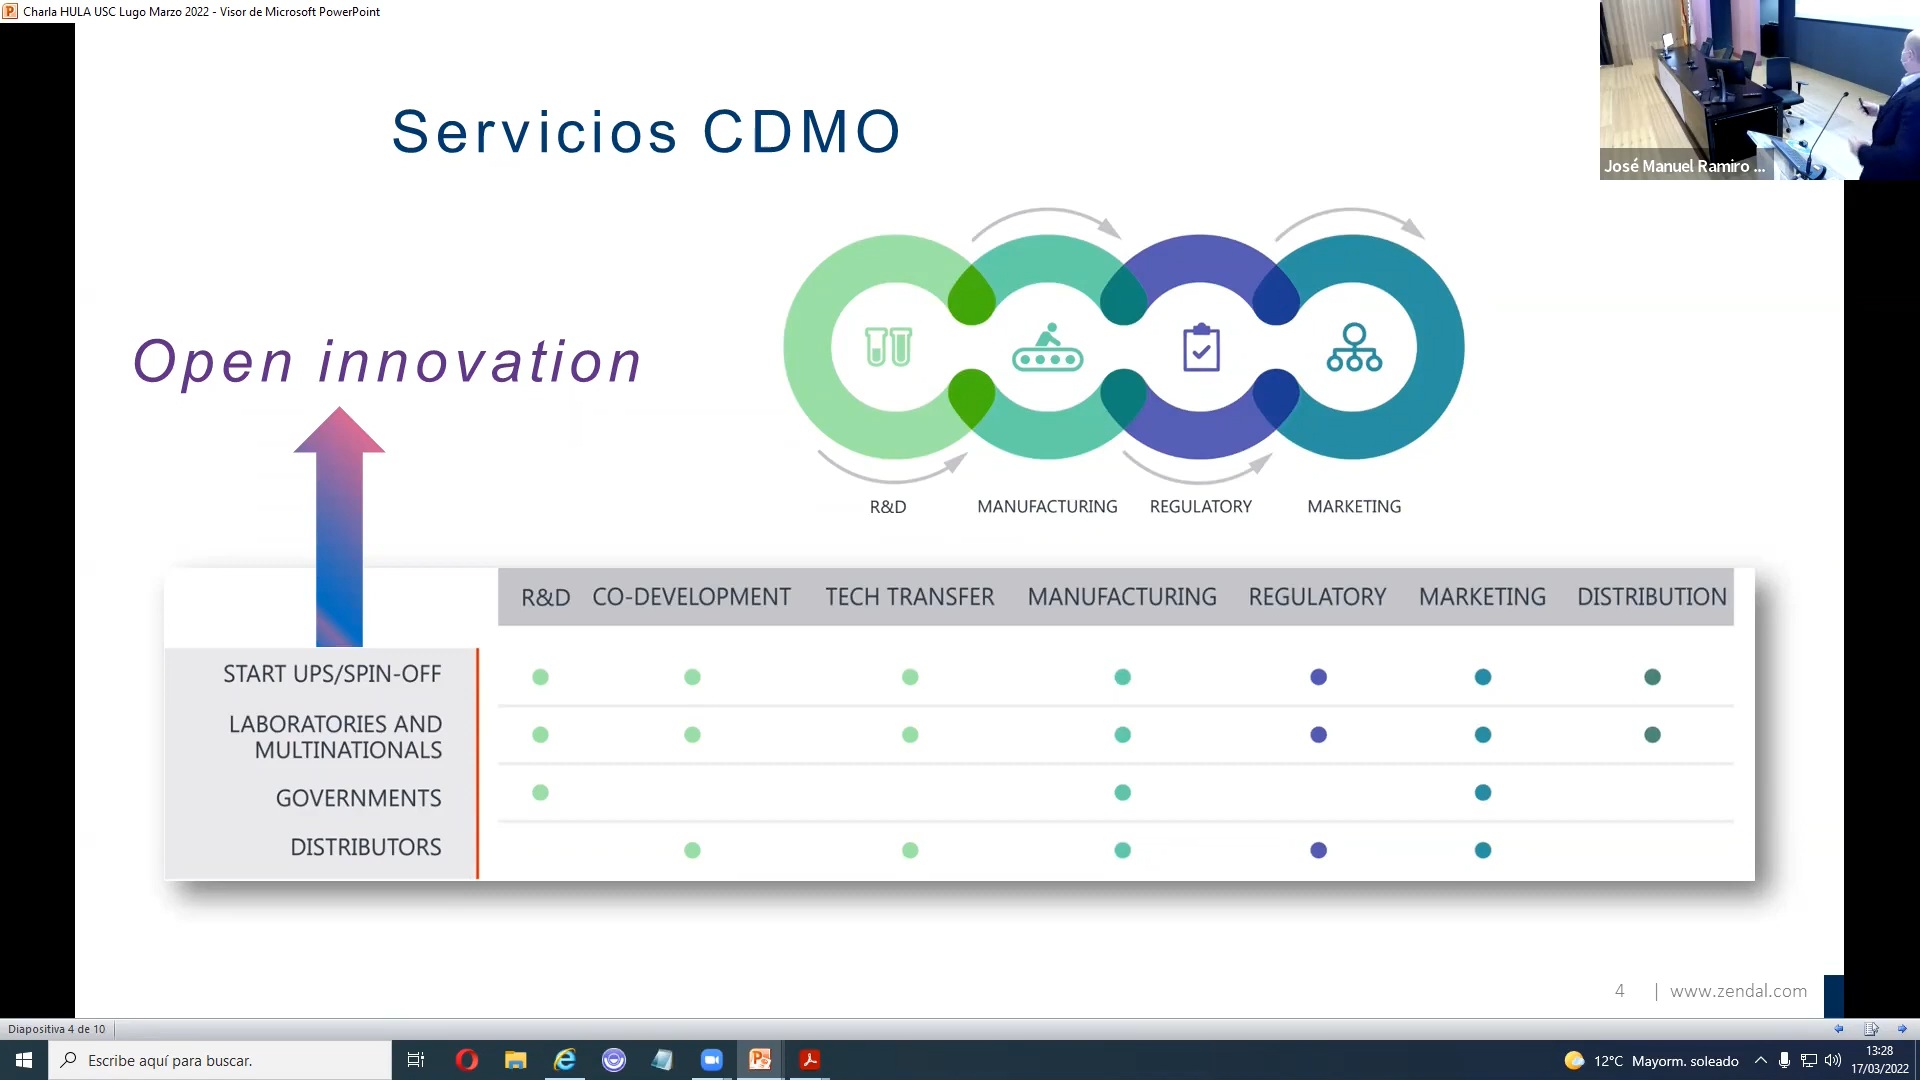 Charla HULA USC Lugo Marzo 2022 - Visor de Microsoft PowerPoint
José Manuel Ramiro ...
Servicios CDMO
Open innovation
R&D MANUFACTURING REGULATORY MARKETING
R&D CO-DEVELOPMENT TECH TRANSFER MANUFACTURING REGULATORY MARKETING DISTRIBUTION
START UPS/SPIN-OFF
LABORATORIES AND
MULTINATIONALS
GOVERNMENTS
DISTRIBUTORS
4 | www.zendal.com
Diapositiva 4 de 10
Escribe aquí para buscar.
12°C Mayorm. soleado
13:28
17/03/2022